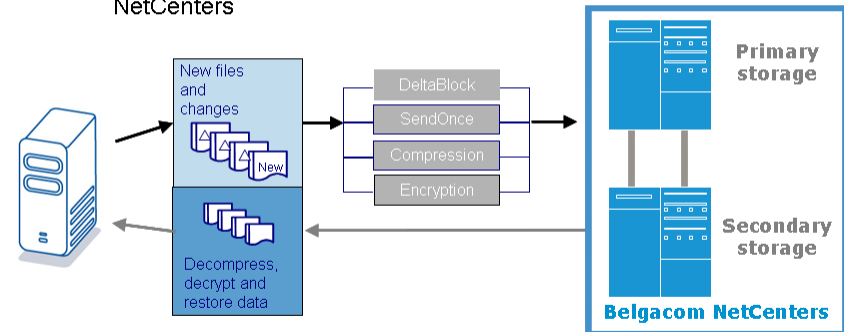 NetCenters
New files
and
changes
New
DeltaBlock
SendOnce
Compression
Encryption
Primary
storage
Secondary
storage
Decompress,
decrypt and
restore data
Belgacom NetCenters